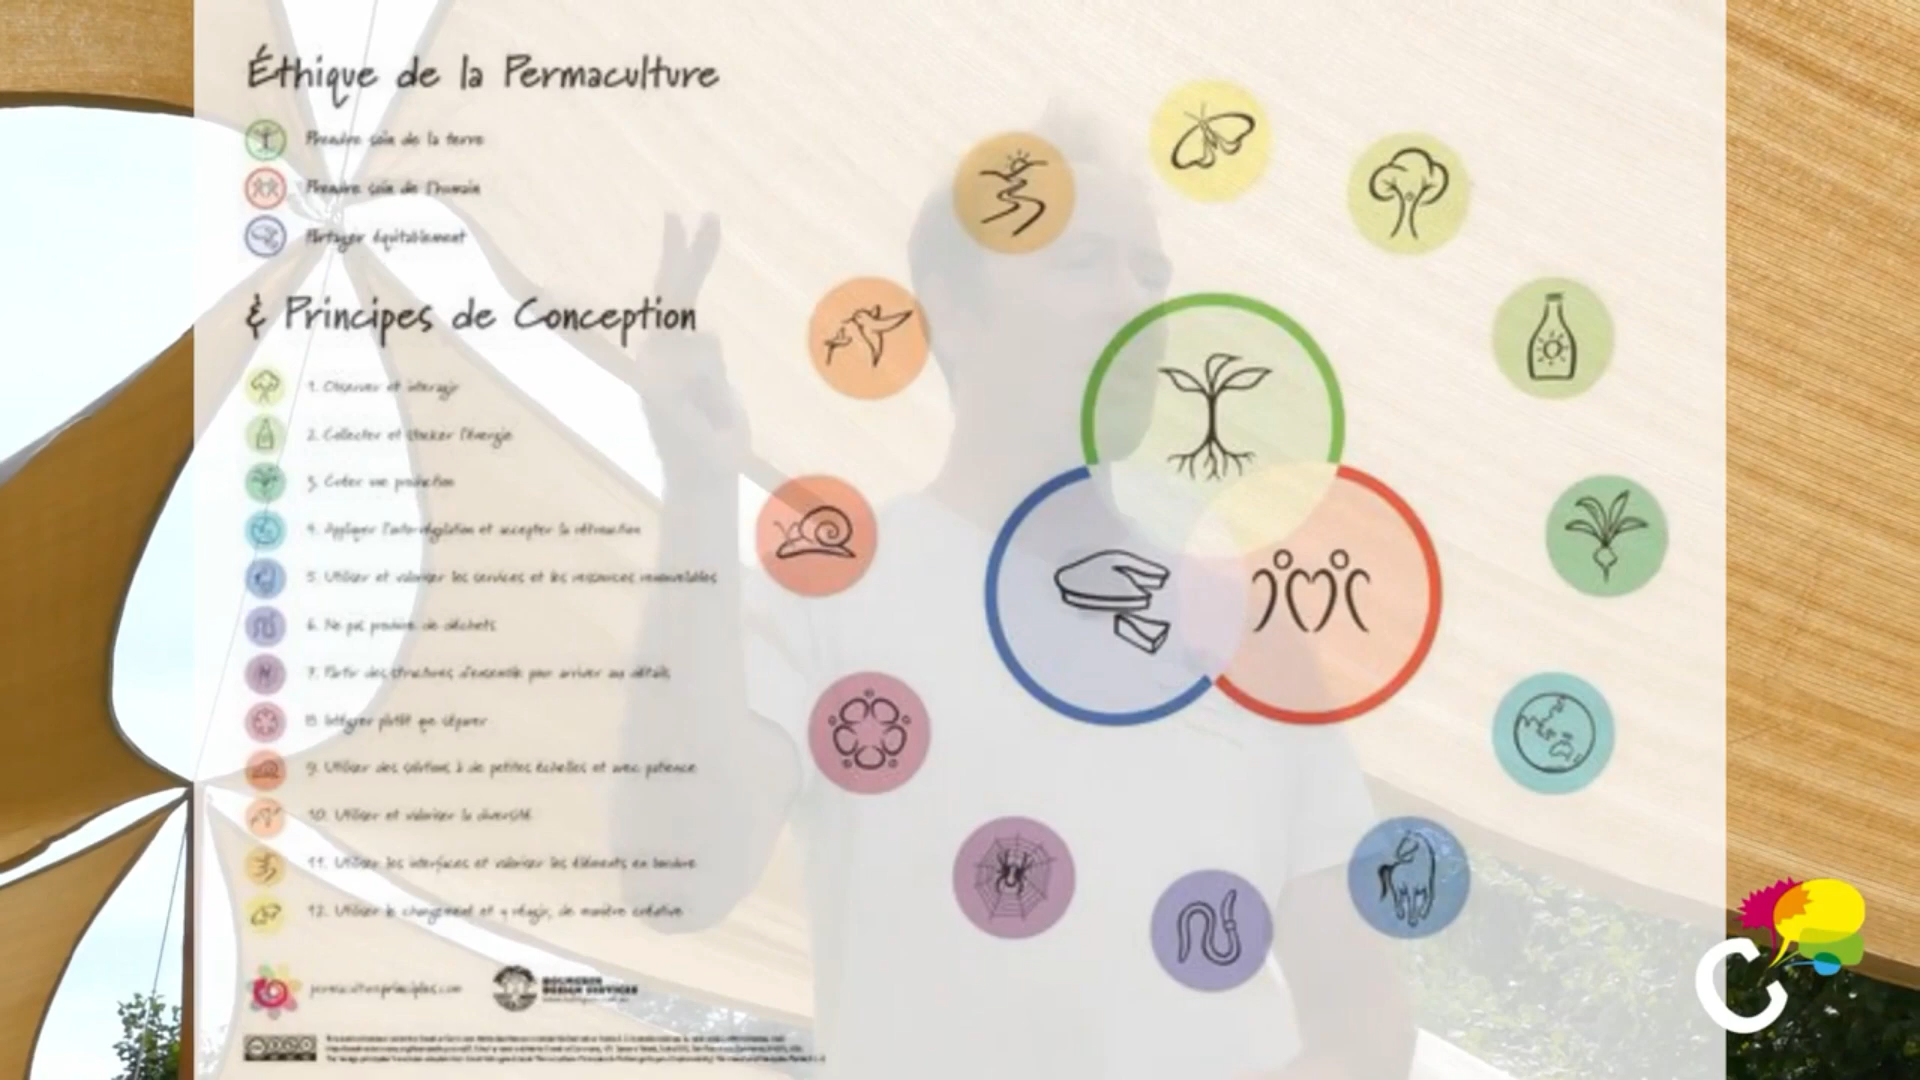 Éthique de la Permaculture
Prendre soin de la terre
Prendre soin de l'humain
Partager équitablement
& Principes de Conception
1. Observer et interagir
2. Collecter et stocker l'énergie
3. Créer une production
4. Appliquer l'auto-régulation et accepter la rétroaction
5. Utiliser et valoriser les services et les ressources renouvelables
6. Ne pas produire de déchets
7. Partir des structures d'ensemble pour arriver au détails
8. Intégrer plutôt que séparer
9. Utiliser des solutions à de petites échelles et avec patience
10. Utiliser et valoriser la diversité
11. Utiliser les interfaces et valoriser les éléments en bordure
12. Utiliser le changement et y réagir, de manière créative
permacultureprinciples.com
DESIGN SERVICES
C